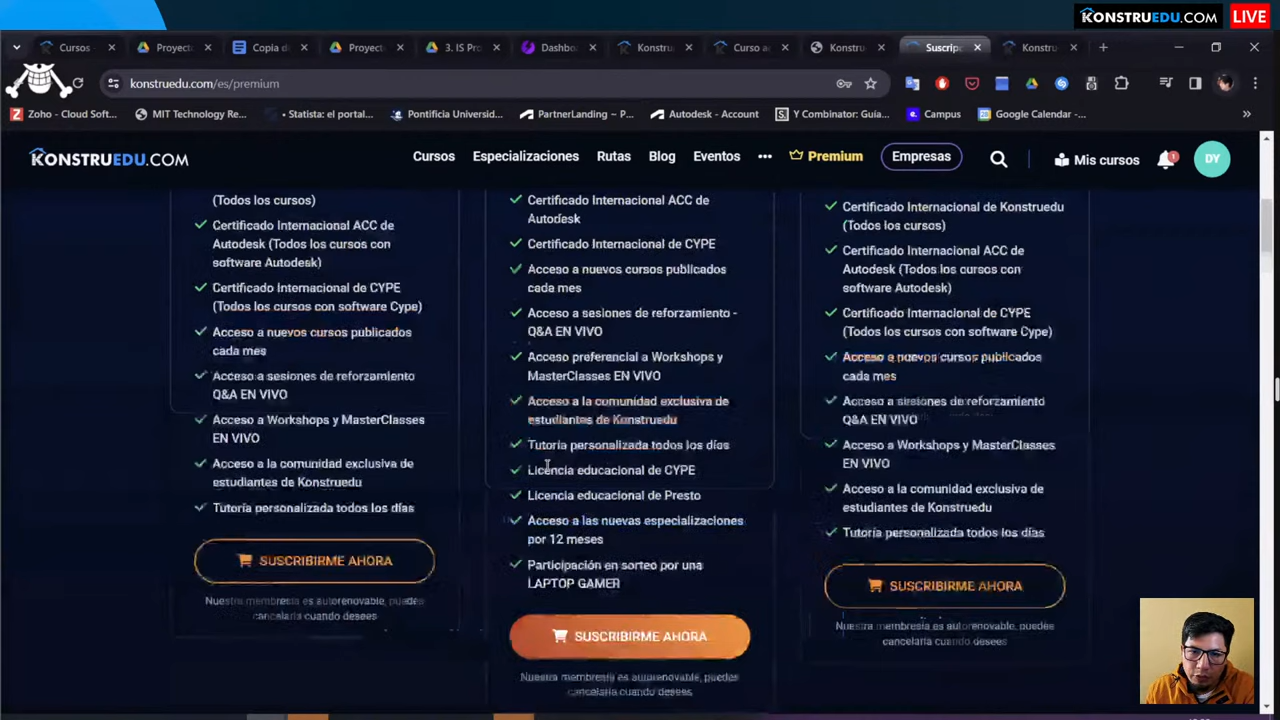 KONSTRUEDU.COM LIVE
Cursos Proyecto Copia d Proyect 3. IS Pro Dashbo Konstru Curso a Konstru Suscrip Konstru
konstruedu.com/es/premium
Zoho - Cloud Soft... MIT Technology Re... - Statista: el portal... Pontificia Universid... PartnerLanding ~ P... Autodesk - Account Y Combinator: Guía... Campus Google Calendar -... »
KONSTRUEDU.COM Cursos Especializaciones Rutas Blog Eventos ••• Premium Empresas Mis cursos 1 DY
(Todos los cursos)
Certificado Internacional ACC de
Autodesk (Todos los cursos con
software Autodesk)
Certificado Internacional de CYPE
(Todos los cursos con software Cype)
Acceso a nuevos cursos publicados
cada mes
Acceso a sesiones de reforzamiento
Q&A EN VIVO
Acceso a Workshops y MasterClasses
EN VIVO
Acceso a la comunidad exclusiva de
estudiantes de Konstruedu
Tutoría personalizada todos los días
SUSCRIBIRME AHORA
Nuestra membresía es autorenovable, puedes
cancelarla cuando desees
Certificado Internacional ACC de
Autodesk
Certificado Internacional de CYPE
Acceso a nuevos cursos publicados
cada mes
Acceso a sesiones de reforzamiento -
Q&A EN VIVO
Acceso preferencial a Workshops y
MasterClasses EN VIVO
Acceso a la comunidad exclusiva de
estudiantes de Konstruedu
Tutoría personalizada todos los días
Licencia educacional de CYPE
Licencia educacional de Presto
Acceso a las nuevas especializaciones
por 12 meses
Participación en sorteo por una
LAPTOP GAMER
SUSCRIBIRME AHORA
Nuestra membresía es autorenovable, puedes
cancelarla cuando desees
Certificado Internacional de Konstruedu
(Todos los cursos)
Certificado Internacional ACC de
Autodesk (Todos los cursos con
software Autodesk)
Certificado Internacional de CYPE
(Todos los cursos con software Cype)
Acceso a nuevos cursos publicados
cada mes
Acceso a sesiones de reforzamiento
Q&A EN VIVO
Acceso a Workshops y MasterClasses
EN VIVO
Acceso a la comunidad exclusiva de
estudiantes de Konstruedu
Tutoría personalizada todos los días
SUSCRIBIRME AHORA
Nuestra membresía es autorenovable, puedes
cancelarla cuando desees